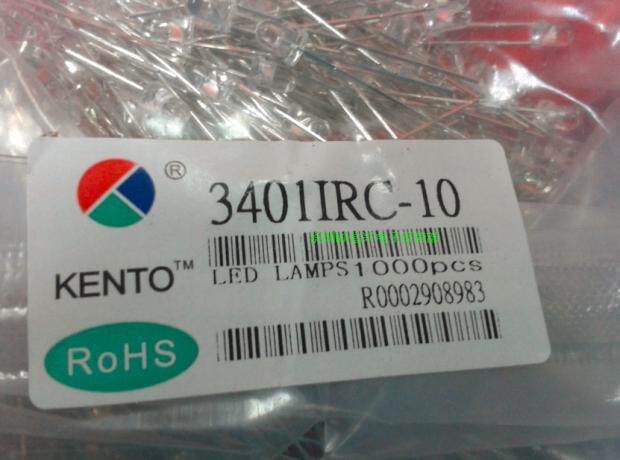 ®
3401IRC-10
KENTO™
LED LAMPS1000pcs
R0002908983
RoHS